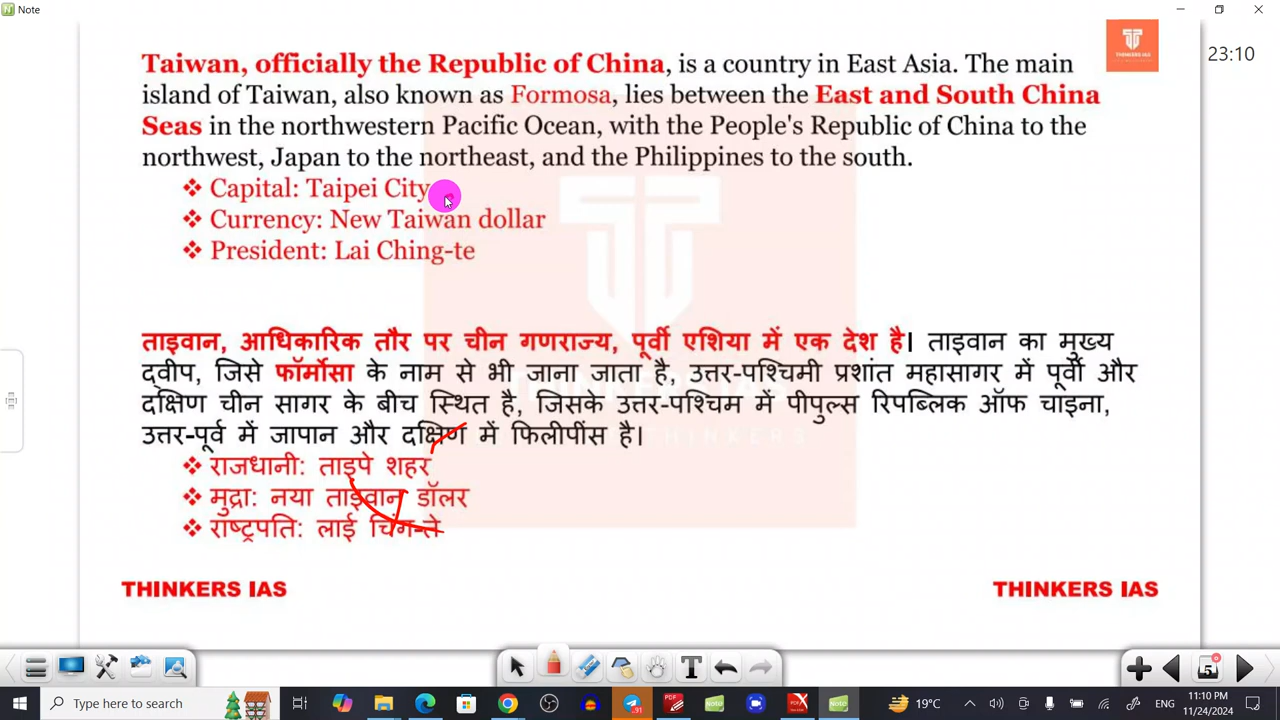 Note
23:10
Taiwan, officially the Republic of China, is a country in East Asia. The main
island of Taiwan, also known as Formosa, lies between the East and South China
Seas in the northwestern Pacific Ocean, with the People's Republic of China to the
northwest, Japan to the northeast, and the Philippines to the south.
❖ Capital: Taipei City
❖ Currency: New Taiwan dollar
❖ President: Lai Ching-te
ताइवान, आधिकारिक तौर पर चीन गणराज्य, पूर्वी एशिया में एक देश है। ताइवान का मुख्य
द्वीप, जिसे फॉर्मोसा के नाम से भी जाना जाता है, उत्तर-पश्चिमी प्रशांत महासागर में पूर्वी और
दक्षिण चीन सागर के बीच स्थित है, जिसके उत्तर-पश्चिम में पीपुल्स रिपब्लिक ऑफ चाइना,
उत्तर-पूर्व में जापान और दक्षिण में फिलीपींस है।
❖ राजधानी: ताइपे शहर
❖ मुद्रा: नया ताइवान डॉलर
❖ राष्ट्रपति: लाई चिंग-ते
THINKERS IAS THINKERS IAS
Type here to search
19°C
ENG
11:10 PM
11/24/2024